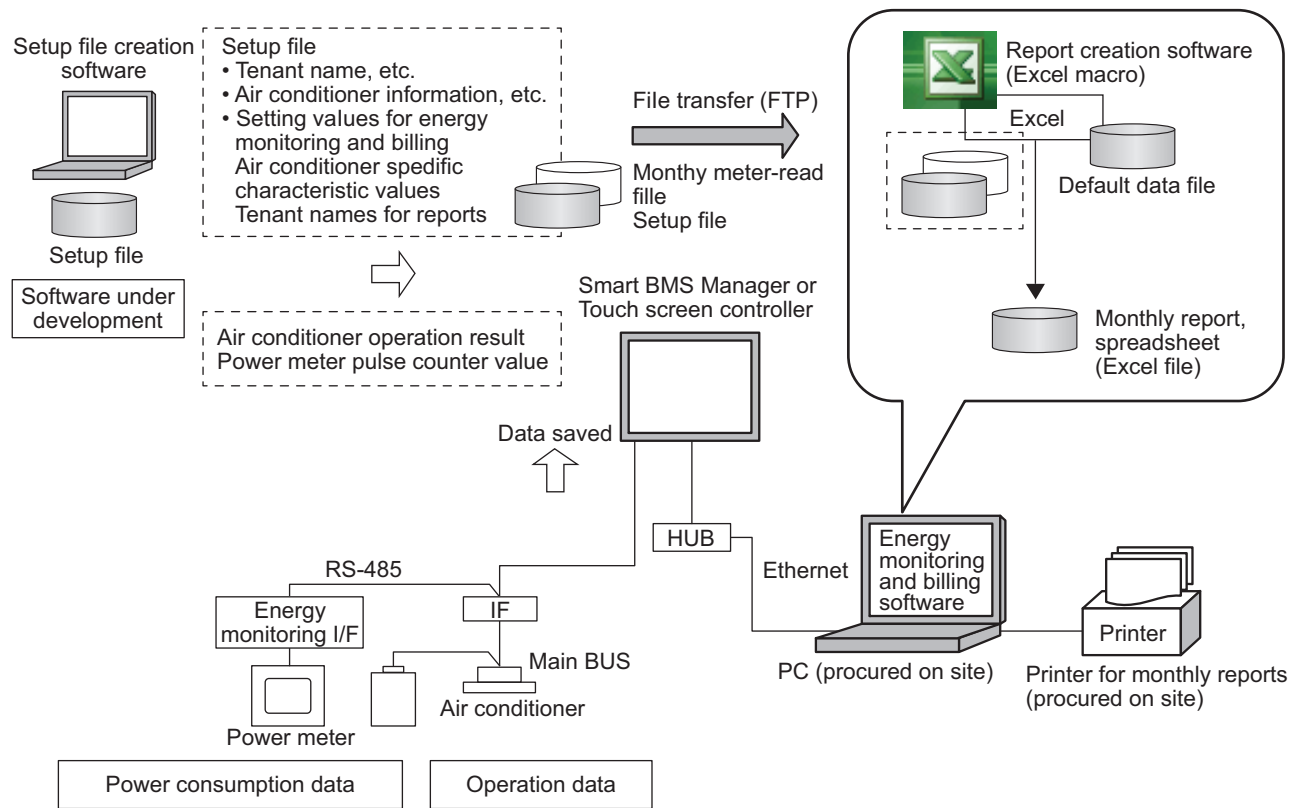 Setup file creation
software
Setup file
Software under
development
Setup file
• Tenant name, etc.
• Air conditioner information, etc.
• Setting values for energy
monitoring and billing
Air conditioner spedific
characteristic values
Tenant names for reports
Air conditioner operation result
Power meter pulse counter value
File transfer (FTP)
Monthy meter-read
fille
Setup file
Report creation software
(Excel macro)
Excel
Default data file
Monthly report,
spreadsheet
(Excel file)
Smart BMS Manager or
Touch screen controller
Data saved
HUB
RS-485
Ethernet
Energy
monitoring I/F
IF
Main BUS
Air conditioner
Power meter
Energy
monitoring
and billing
software
PC (procured on site)
Printer
Printer for monthly reports
(procured on site)
Power consumption data
Operation data